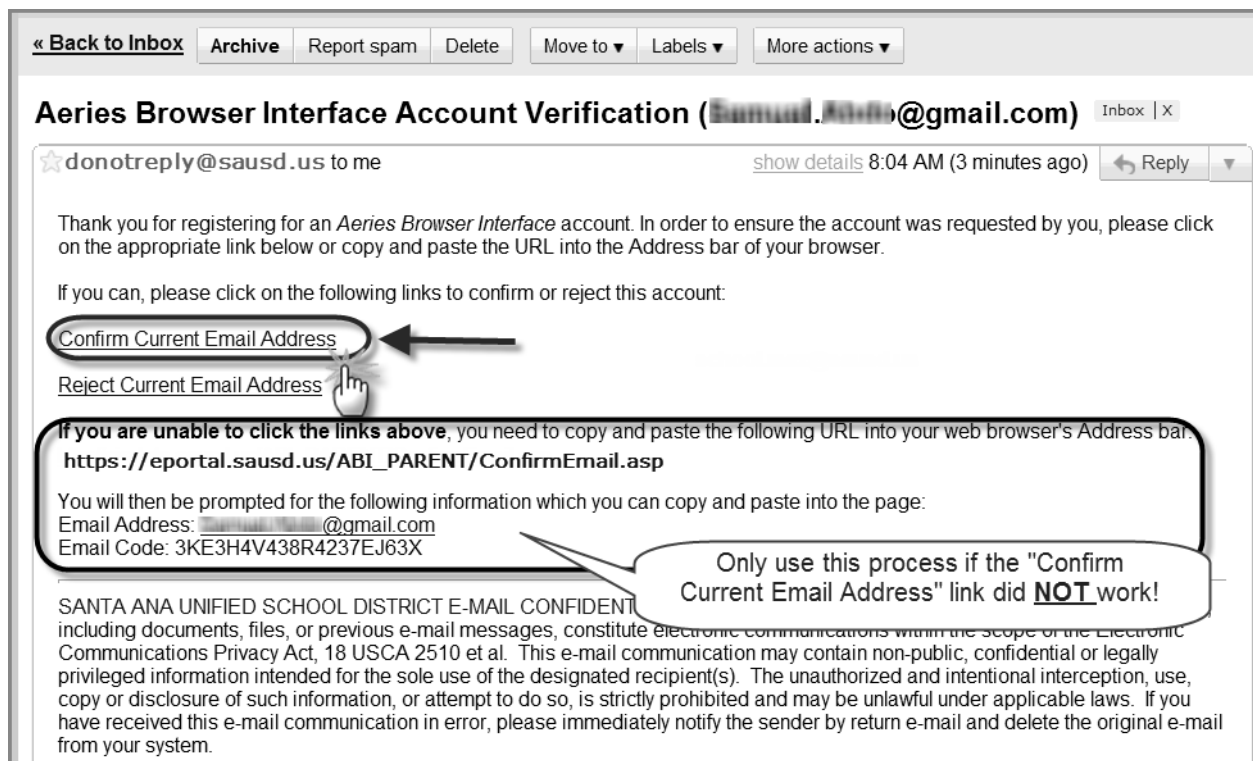 « Back to Inbox Archive Report spam Delete Move to ▾ Labels ▾ More actions ▾
Aeries Browser Interface Account Verification (. @gmail.com) Inbox | X
donotreply@sausd.us to me show details 8:04 AM (3 minutes ago) Reply
Thank you for registering for an Aeries Browser Interface account. In order to ensure the account was requested by you, please click
on the appropriate link below or copy and paste the URL into the Address bar of your browser.
If you can, please click on the following links to confirm or reject this account:
Confirm Current Email Address
Reject Current Email Address
If you are unable to click the links above, you need to copy and paste the following URL into your web browser's Address bar.
https://eportal.sausd.us/ABI_PARENT/ConfirmEmail.asp
You will then be prompted for the following information which you can copy and paste into the page:
Email Address: @gmail.com
Email Code: 3KE3H4V438R4237EJ63X
Only use this process if the "Confirm
Current Email Address" link did NOT work!
SANTA ANA UNIFIED SCHOOL DISTRICT E-MAIL CONFIDENT
including documents, files, or previous e-mail messages, constitute electronic communications within the scope of the Electronic
Communications Privacy Act, 18 USCA 2510 et al. This e-mail communication may contain non-public, confidential or legally
privileged information intended for the sole use of the designated recipient(s). The unauthorized and intentional interception, use,
copy or disclosure of such information, or attempt to do so, is strictly prohibited and may be unlawful under applicable laws. If you
have received this e-mail communication in error, please immediately notify the sender by return e-mail and delete the original e-mail
from your system.